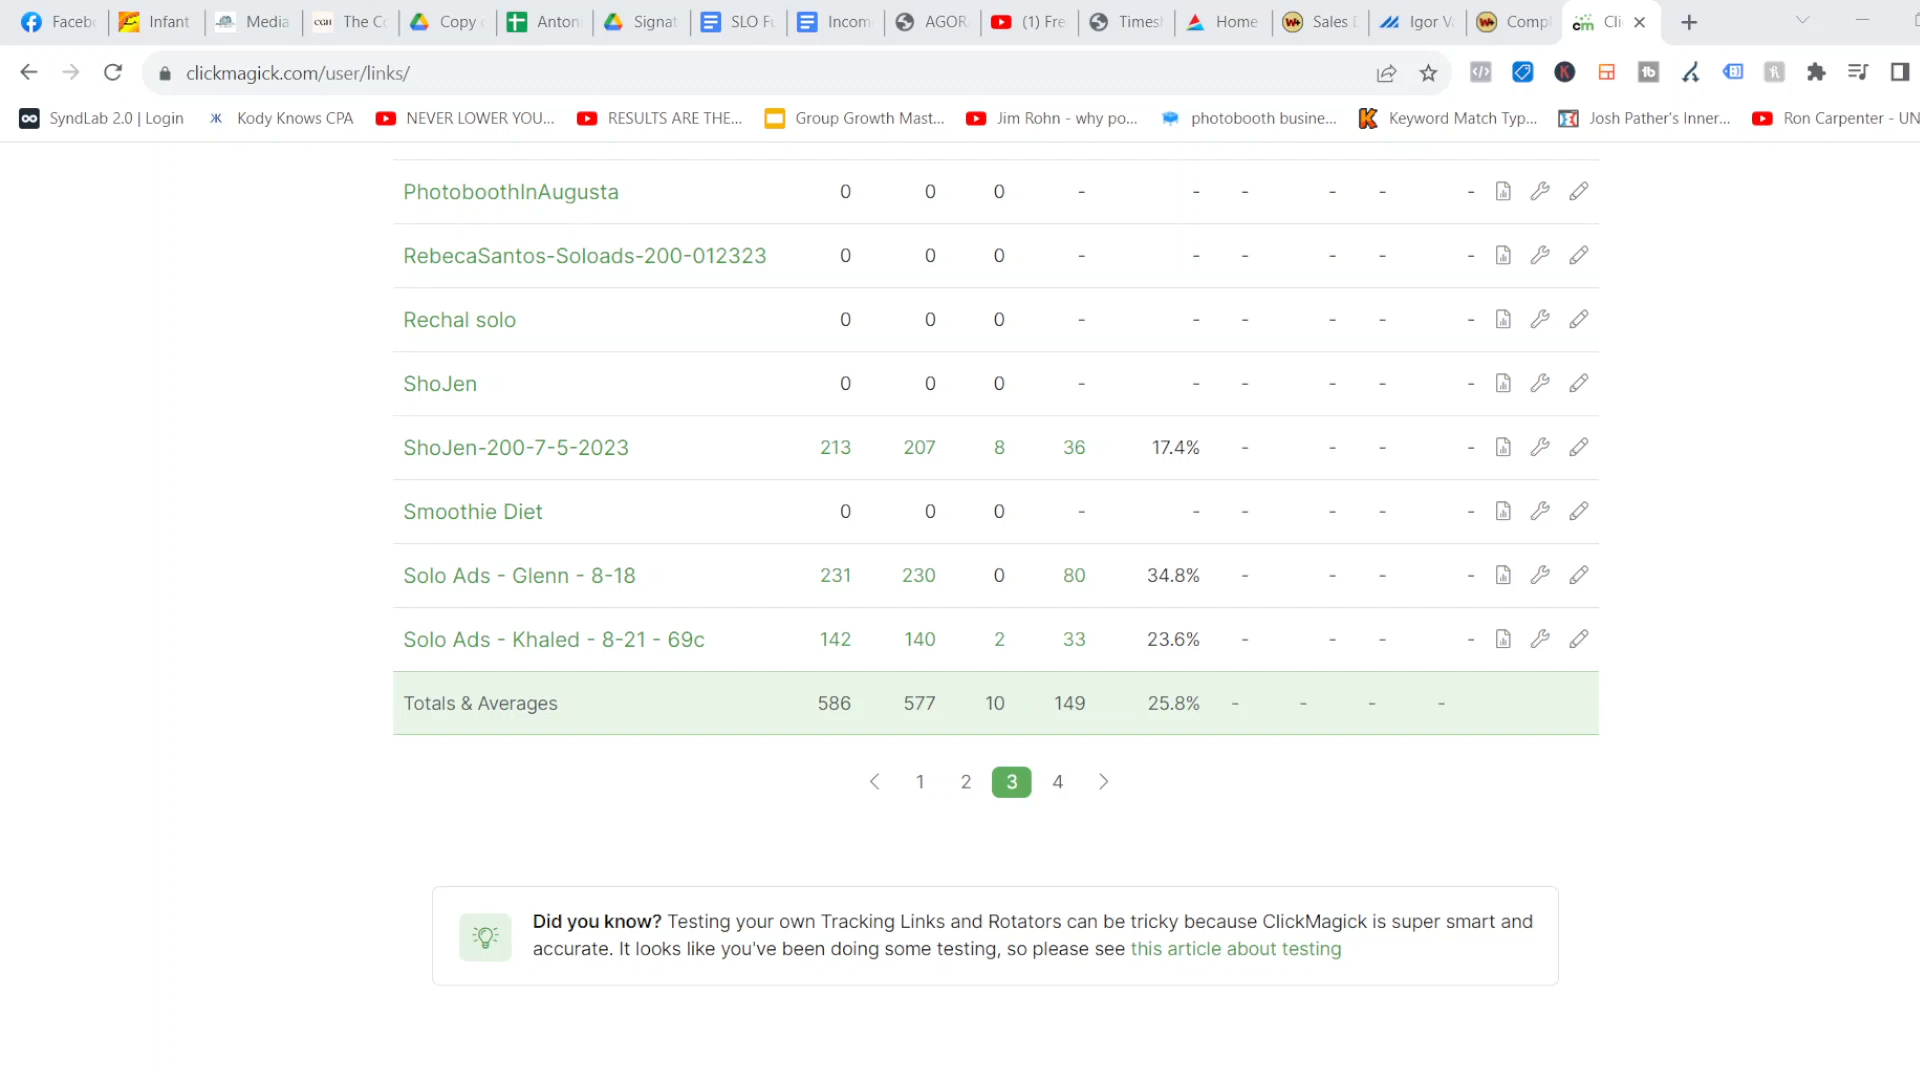 Faceb Infant Media The Co Copy Anton Signat SLO Fu Incom AGOR (1) Fre Times Home Sales Igor Va Compl Cli
clickmagick.com/user/links/
SyndLab 2.0 | Login Kody Knows CPA NEVER LOWER YOU... RESULTS ARE THE... Group Growth Mast... Jim Rohn - why po... photobooth busine... Keyword Match Typ... Josh Pather's Inner... Ron Carpenter - UN
PhotoboothInAugusta 0 0 0 - - - - - -
RebecaSantos-Soloads-200-012323 0 0 0 - - - - - -
Rechal solo 0 0 0 - - - - - -
ShoJen 0 0 0 - - - - - -
ShoJen-200-7-5-2023 213 207 8 36 17.4% - - - -
Smoothie Diet 0 0 0 - - - - - -
Solo Ads - Glenn - 8-18 231 230 0 80 34.8% - - - -
Solo Ads - Khaled - 8-21 - 69c 142 140 2 33 23.6% - - - -
Totals & Averages 586 577 10 149 25.8% - - - -
1 2 3 4
Did you know? Testing your own Tracking Links and Rotators can be tricky because ClickMagick is super smart and
accurate. It looks like you've been doing some testing, so please see this article about testing